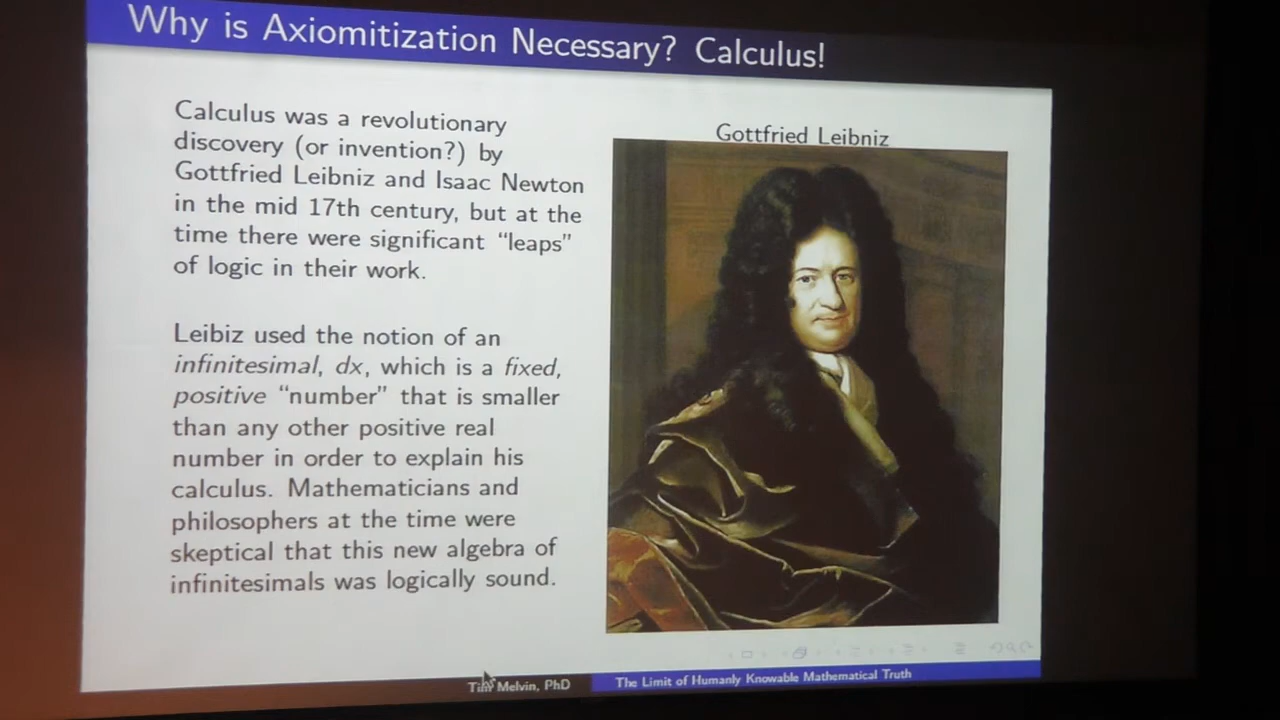 Why is Axiomitization Necessary? Calculus!
Calculus was a revolutionary
discovery (or invention?) by
Gottfried Leibniz and Isaac Newton
in the mid 17th century, but at the
time there were significant “leaps”
of logic in their work.
Leibiz used the notion of an
infinitesimal, dx, which is a fixed,
positive “number” that is smaller
than any other positive real
number in order to explain his
calculus. Mathematicians and
philosophers at the time were
skeptical that this new algebra of
infinitesimals was logically sound.
Gottfried Leibniz
Tim Melvin, PhD
The Limit of Humanly Knowable Mathematical Truth